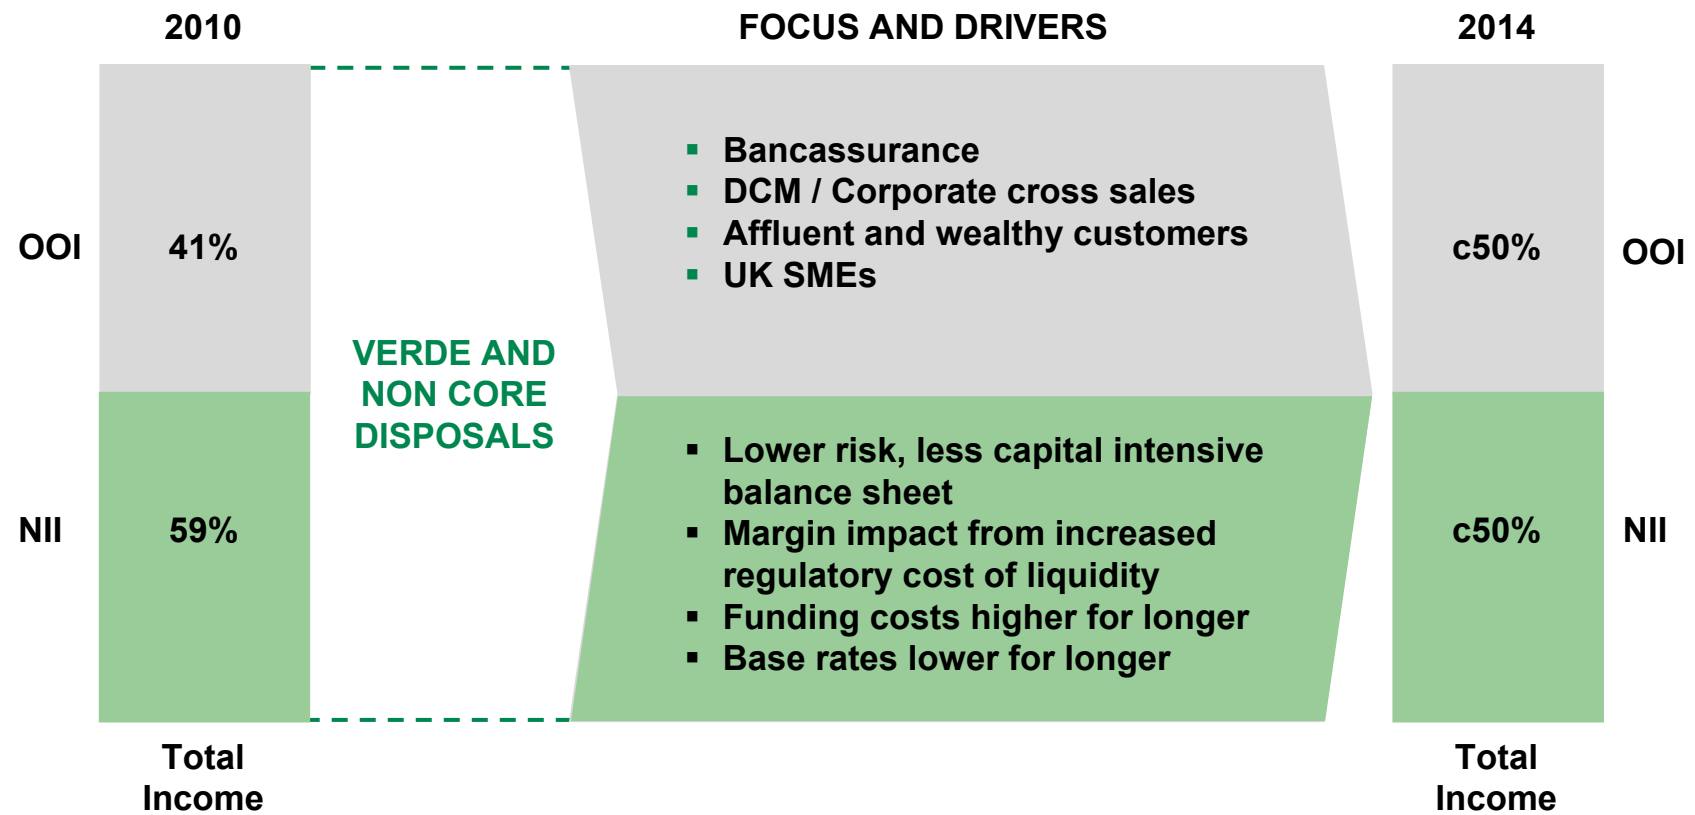 2010
FOCUS AND DRIVERS
2014
OOI
41%
▪ Bancassurance
▪ DCM / Corporate cross sales
▪ Affluent and wealthy customers
▪ UK SMEs
c50%
OOI
VERDE AND
NON CORE
DISPOSALS
NII
59%
▪ Lower risk, less capital intensive
balance sheet
▪ Margin impact from increased
regulatory cost of liquidity
▪ Funding costs higher for longer
▪ Base rates lower for longer
c50%
NII
Total
Income
Total
Income